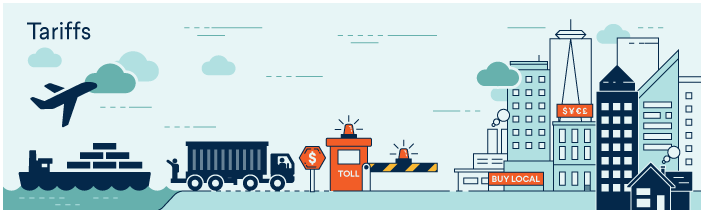 Tariffs
$¥€£
$
TOLL
BUY LOCAL